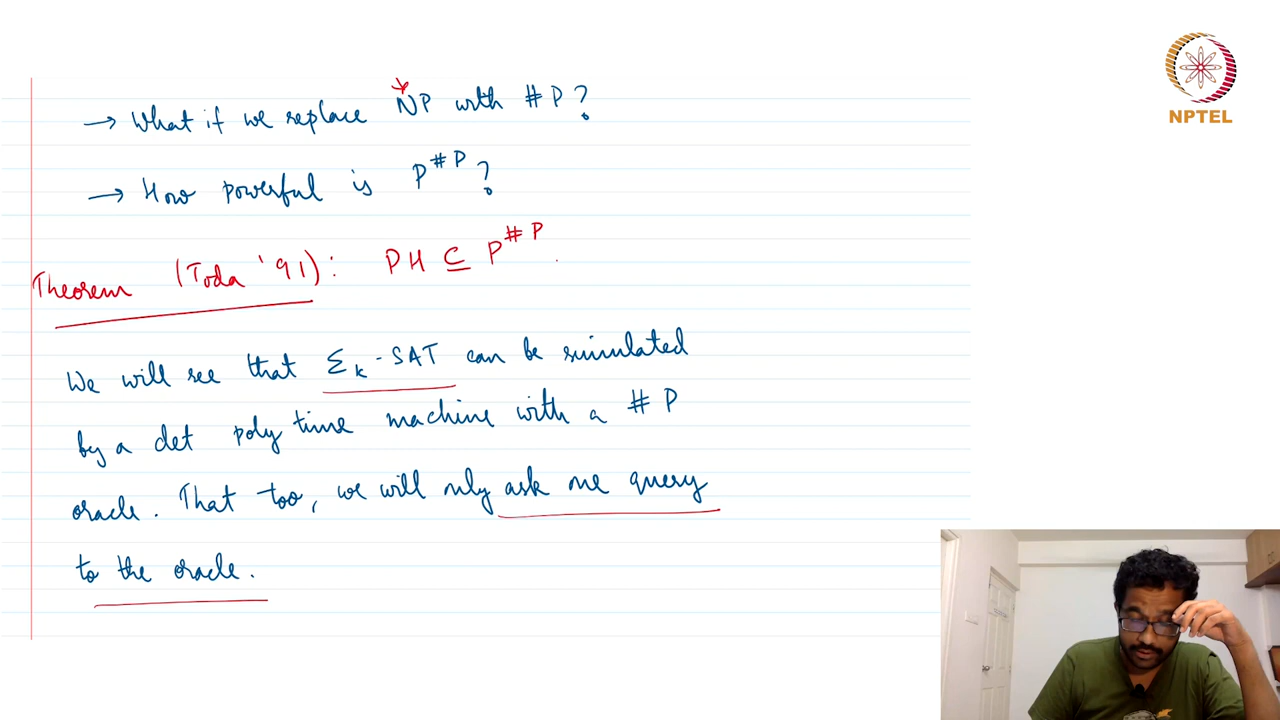 → What if we replace NP with #P?
NPTEL
→ How powerful is P^#P?
Theorem (Toda '91): PH ⊆ P^#P.
We will see that Σₖ-SAT can be simulated
by a det poly time machine with a #P
oracle. That too, we will only ask one query
to the oracle.